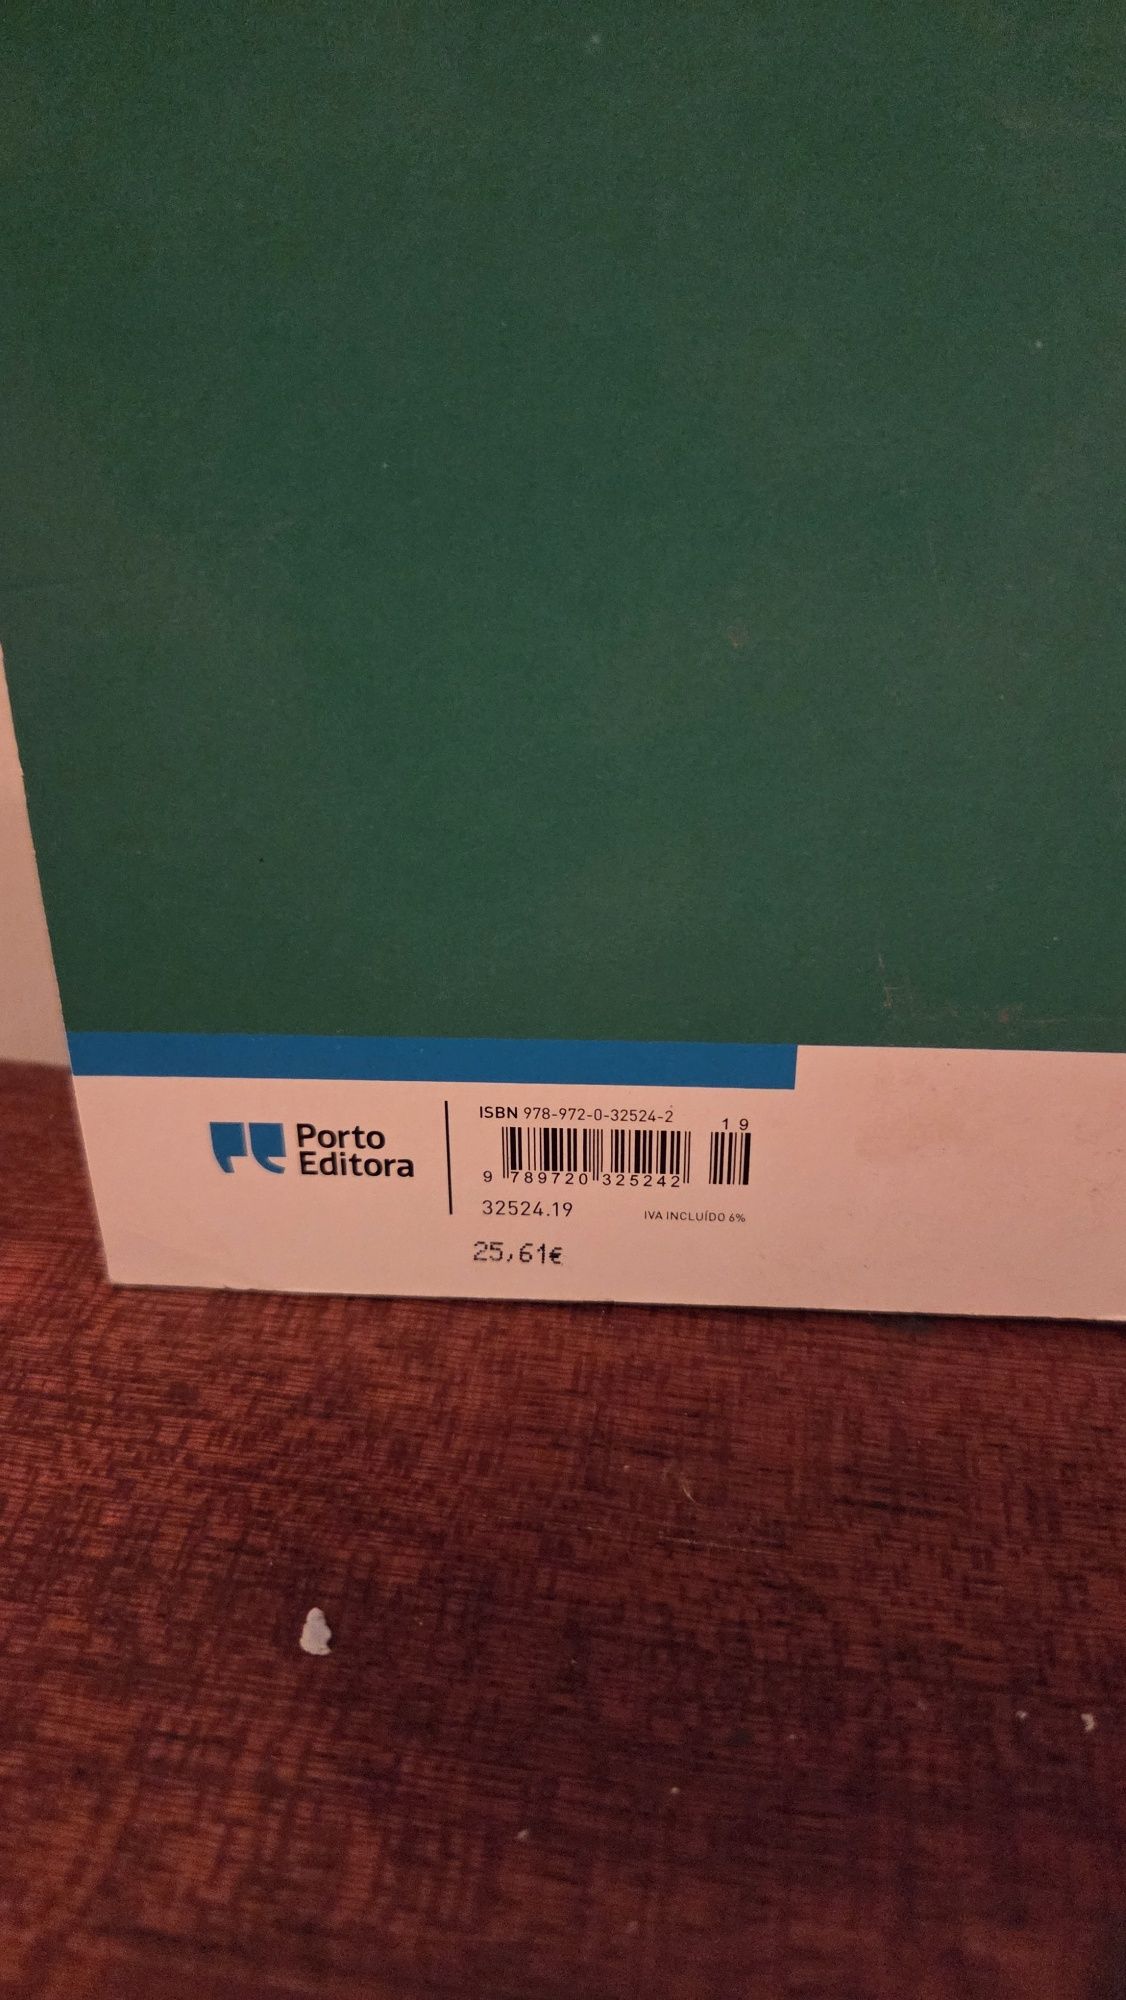 Porto
Editora
ISBN 978-972-0-32524-2
19
9 789720 325242
32524.19
IVA INCLUÍDO 6%
25,61€